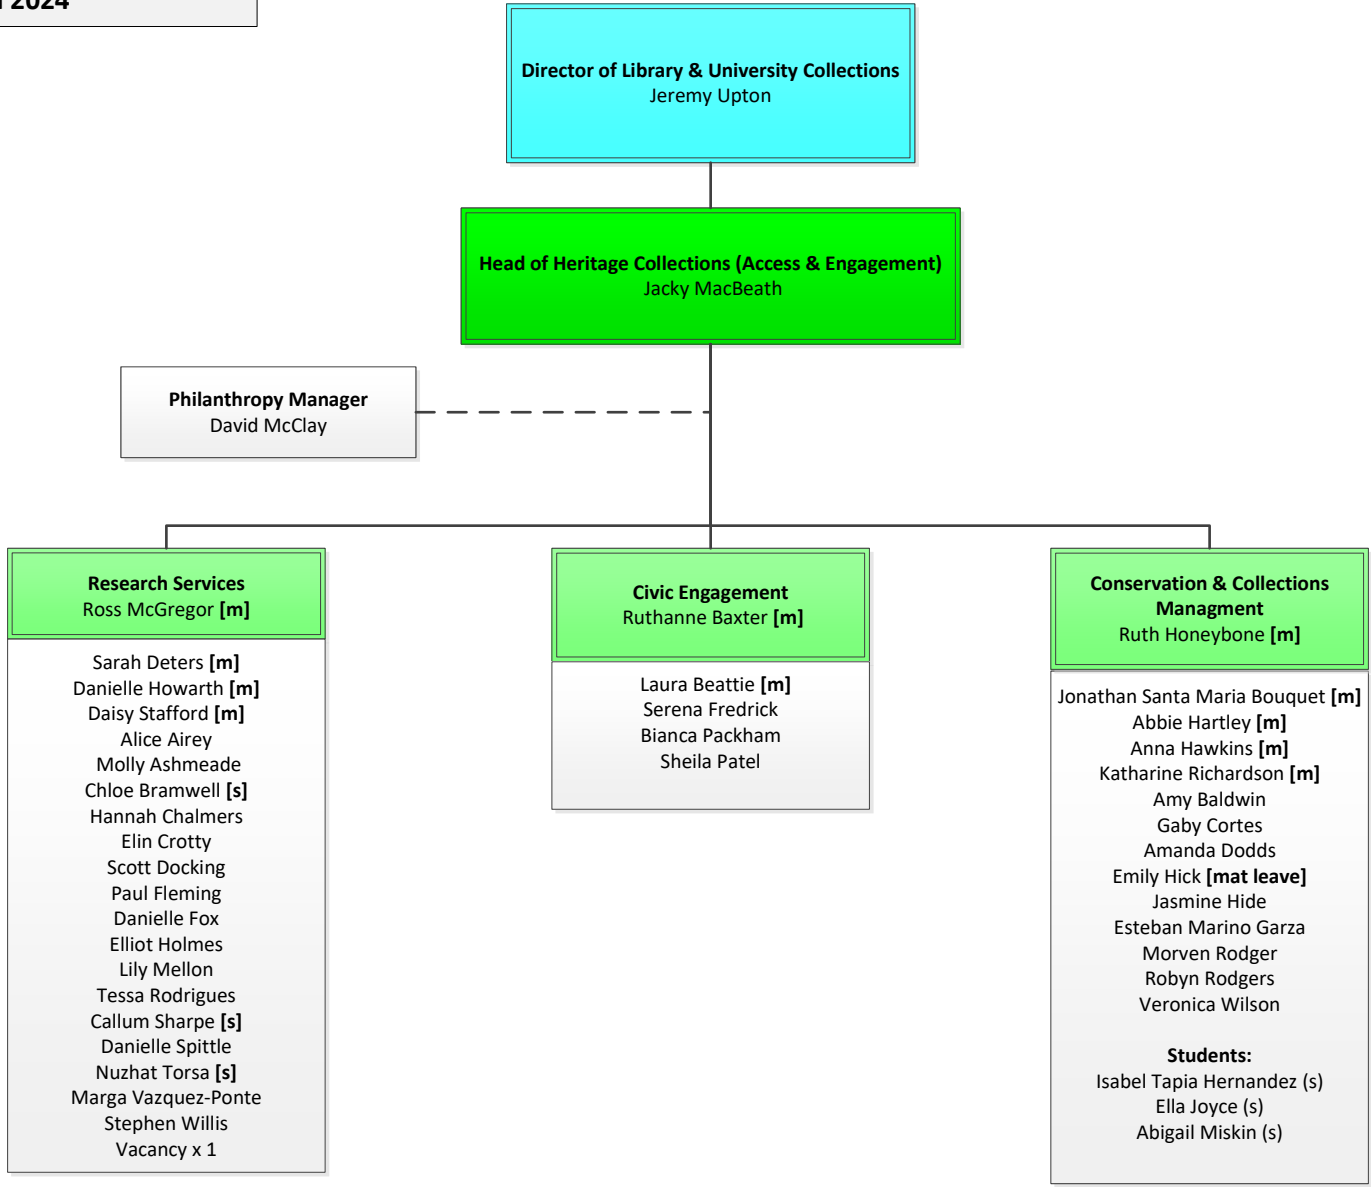 2024
Director of Library & University Collections
Jeremy Upton
Head of Heritage Collections (Access & Engagement)
Jacky MacBeath
Philanthropy Manager
David McClay
Research Services
Ross McGregor [m]
Sarah Deters [m]
Danielle Howarth [m]
Daisy Stafford [m]
Alice Airey
Molly Ashmeade
Chloe Bramwell [s]
Hannah Chalmers
Elin Crotty
Scott Docking
Paul Fleming
Danielle Fox
Elliot Holmes
Lily Mellon
Tessa Rodrigues
Callum Sharpe [s]
Danielle Spittle
Nuzhat Torsa [s]
Marga Vazquez-Ponte
Stephen Willis
Vacancy x 1
Civic Engagement
Ruthanne Baxter [m]
Laura Beattie [m]
Serena Fredrick
Bianca Packham
Sheila Patel
Conservation & Collections
Managment
Ruth Honeybone [m]
Jonathan Santa Maria Bouquet [m]
Abbie Hartley [m]
Anna Hawkins [m]
Katharine Richardson [m]
Amy Baldwin
Gaby Cortes
Amanda Dodds
Emily Hick [mat leave]
Jasmine Hide
Esteban Marino Garza
Morven Rodger
Robyn Rodgers
Veronica Wilson
Students:
Isabel Tapia Hernandez (s)
Ella Joyce (s)
Abigail Miskin (s)